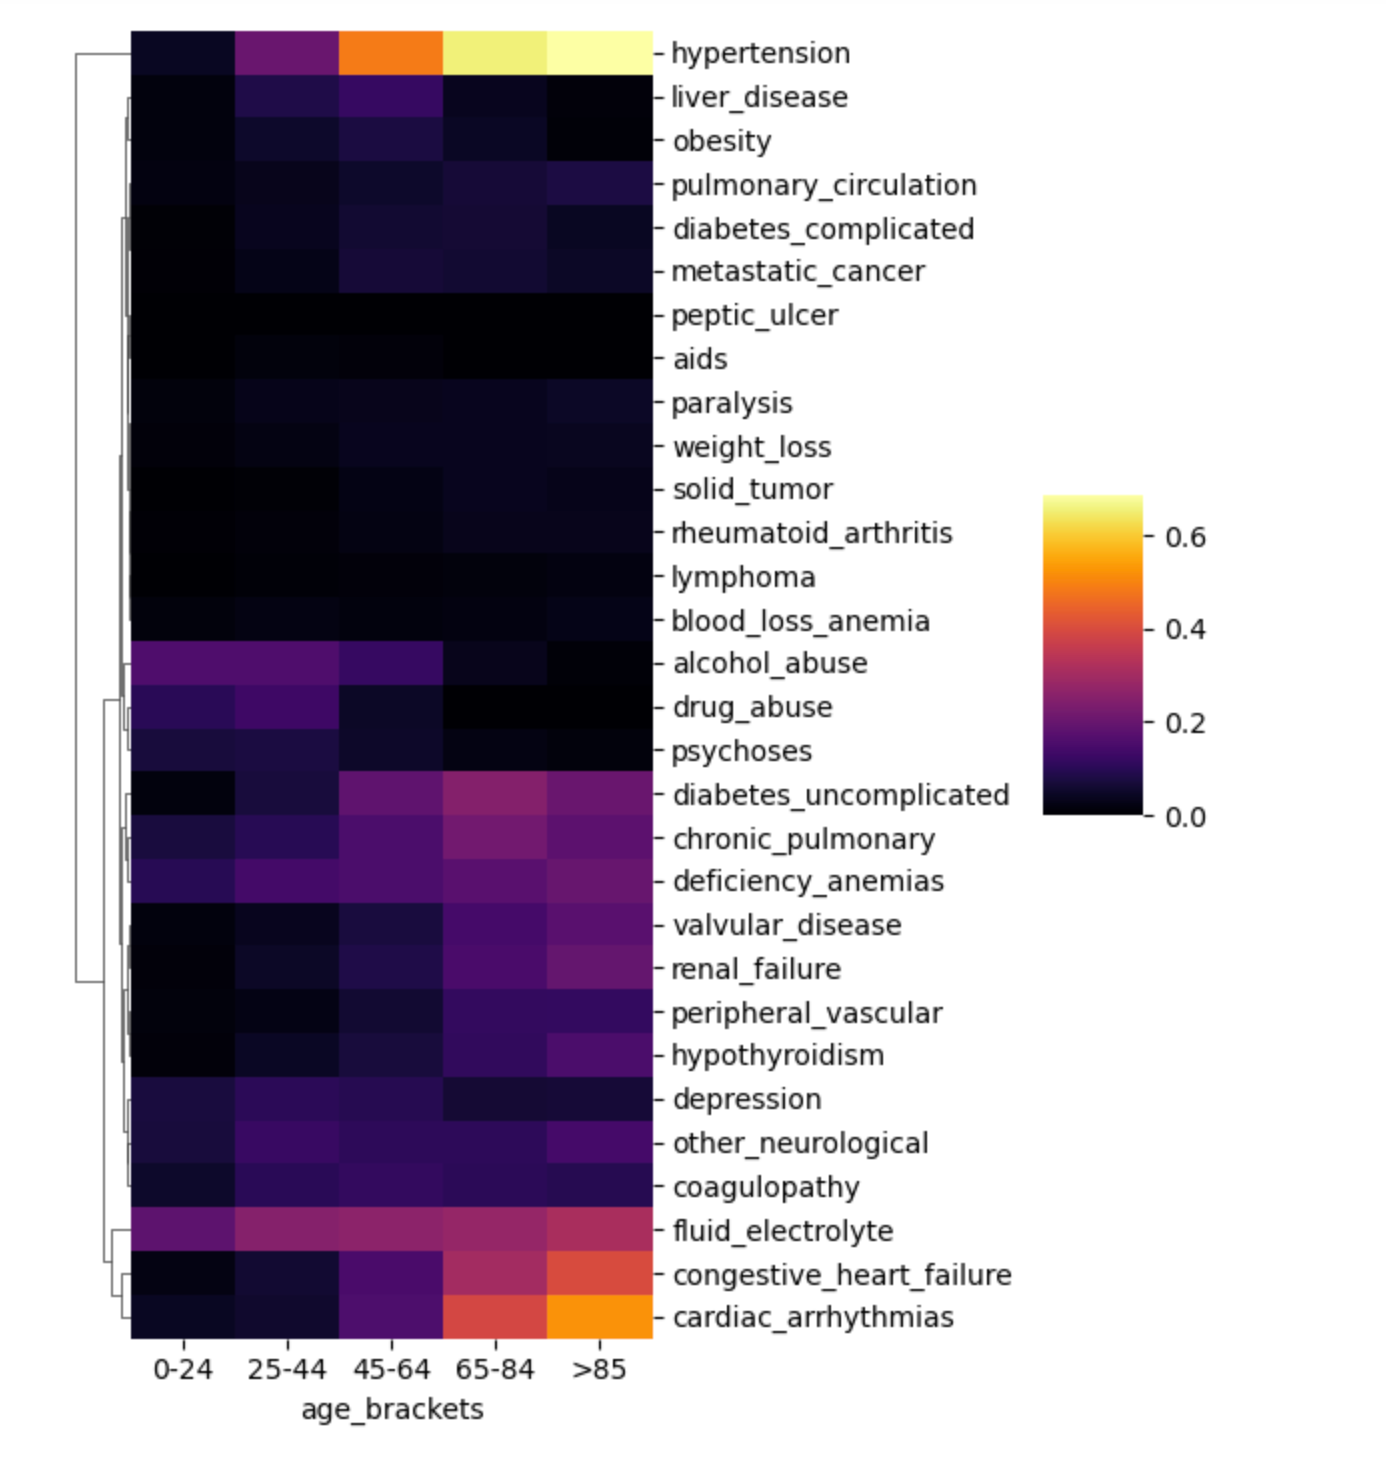 hypertension
liver_disease
obesity
pulmonary_circulation
diabetes_complicated
metastatic_cancer
peptic_ulcer
aids
paralysis
weight_loss
solid_tumor
rheumatoid_arthritis
lymphoma
blood_loss_anemia
alcohol_abuse
drug_abuse
psychoses
diabetes_uncomplicated
chronic_pulmonary
deficiency_anemias
valvular_disease
renal_failure
peripheral_vascular
hypothyroidism
depression
other_neurological
coagulopathy
fluid_electrolyte
congestive_heart_failure
cardiac_arrhythmias
0-24 25-44 45-64 65-84 >85
age_brackets
0.6
0.4
0.2
0.0